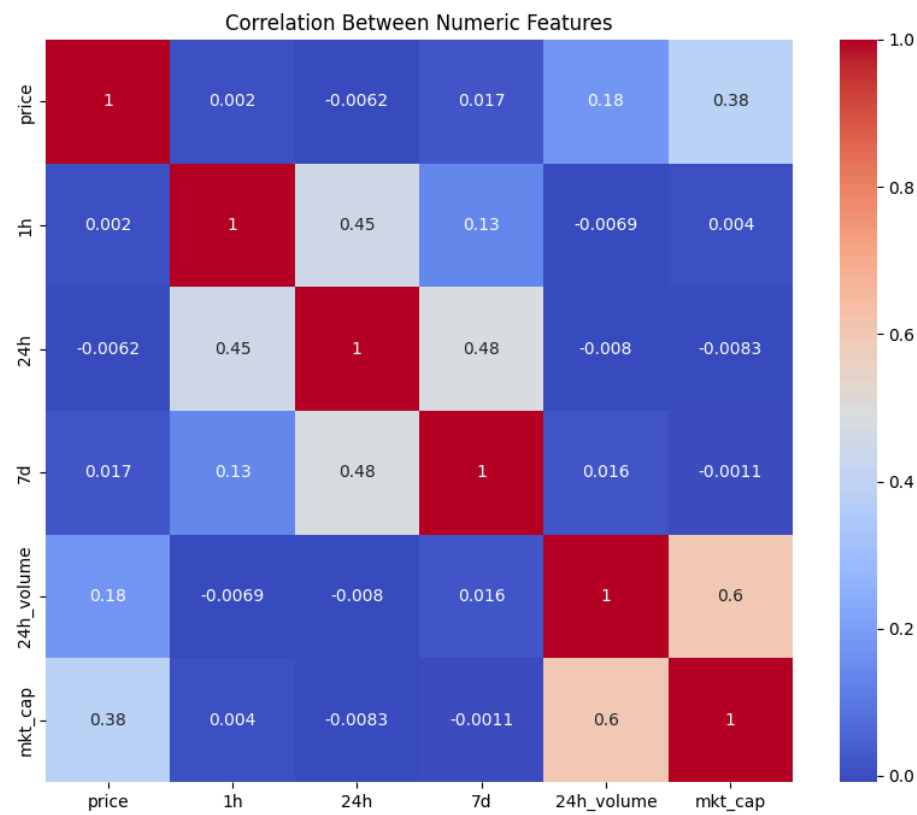 Correlation Between Numeric Features
price 1 0.002 -0.0062 0.017 0.18 0.38
1h 0.002 1 0.45 0.13 -0.0069 0.004
24h -0.0062 0.45 1 0.48 -0.008 -0.0083
7d 0.017 0.13 0.48 1 0.016 -0.0011
24h_volume 0.18 -0.0069 -0.008 0.016 1 0.6
mkt_cap 0.38 0.004 -0.0083 -0.0011 0.6 1
price 1h 24h 7d 24h_volume mkt_cap
1.0
0.8
0.6
0.4
0.2
0.0